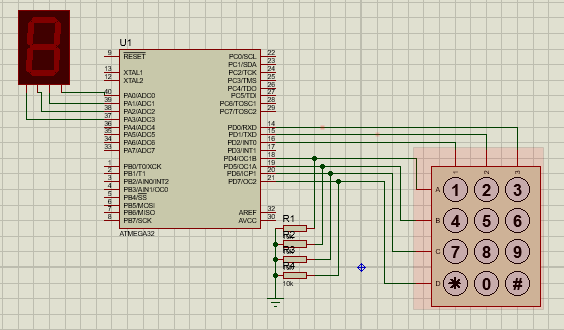 U1
9 RESET
13 XTAL1
12 XTAL2
40 PA0/ADC0
39 PA1/ADC1
38 PA2/ADC2
37 PA3/ADC3
36 PA4/ADC4
35 PA5/ADC5
34 PA6/ADC6
33 PA7/ADC7
1 PB0/T0/XCK
2 PB1/T1
3 PB2/AIN0/INT2
4 PB3/AIN1/OC0
5 PB4/SS
6 PB5/MOSI
7 PB6/MISO
8 PB7/SCK
PC0/SCL 22
PC1/SDA 23
PC2/TCK 24
PC3/TMS 25
PC4/TDO 26
PC5/TDI 27
PC6/TOSC1 28
PC7/TOSC2 29
PD0/RXD 14
PD1/TXD 15
PD2/INT0 16
PD3/INT1 17
PD4/OC1B 18
PD5/OC1A 19
PD6/ICP1 20
PD7/OC2 21
AREF 32
AVCC 30
ATMEGA32
R1
R2
R3
R4
10k
1 2 3
A 1 2 3
B 4 5 6
C 7 8 9
D * 0 #